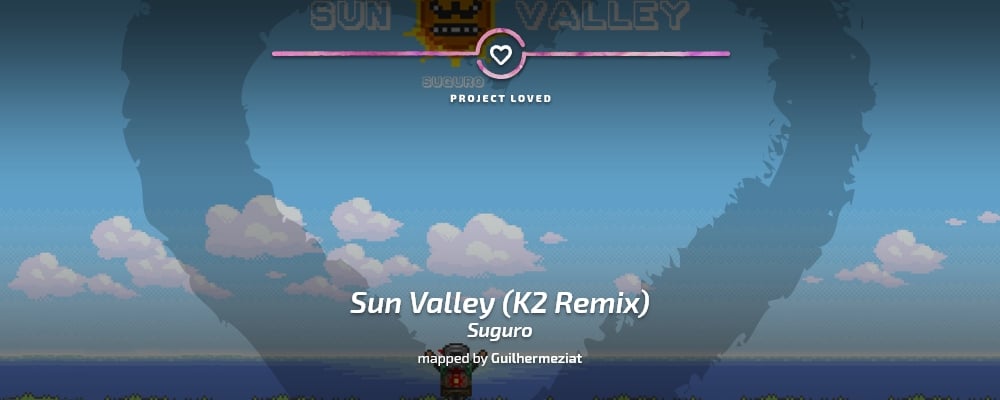 SUN VALLEY
SUGURO
PROJECT LOVED
Sun Valley (K2 Remix)
Suguro
mapped by Guilhermeziat